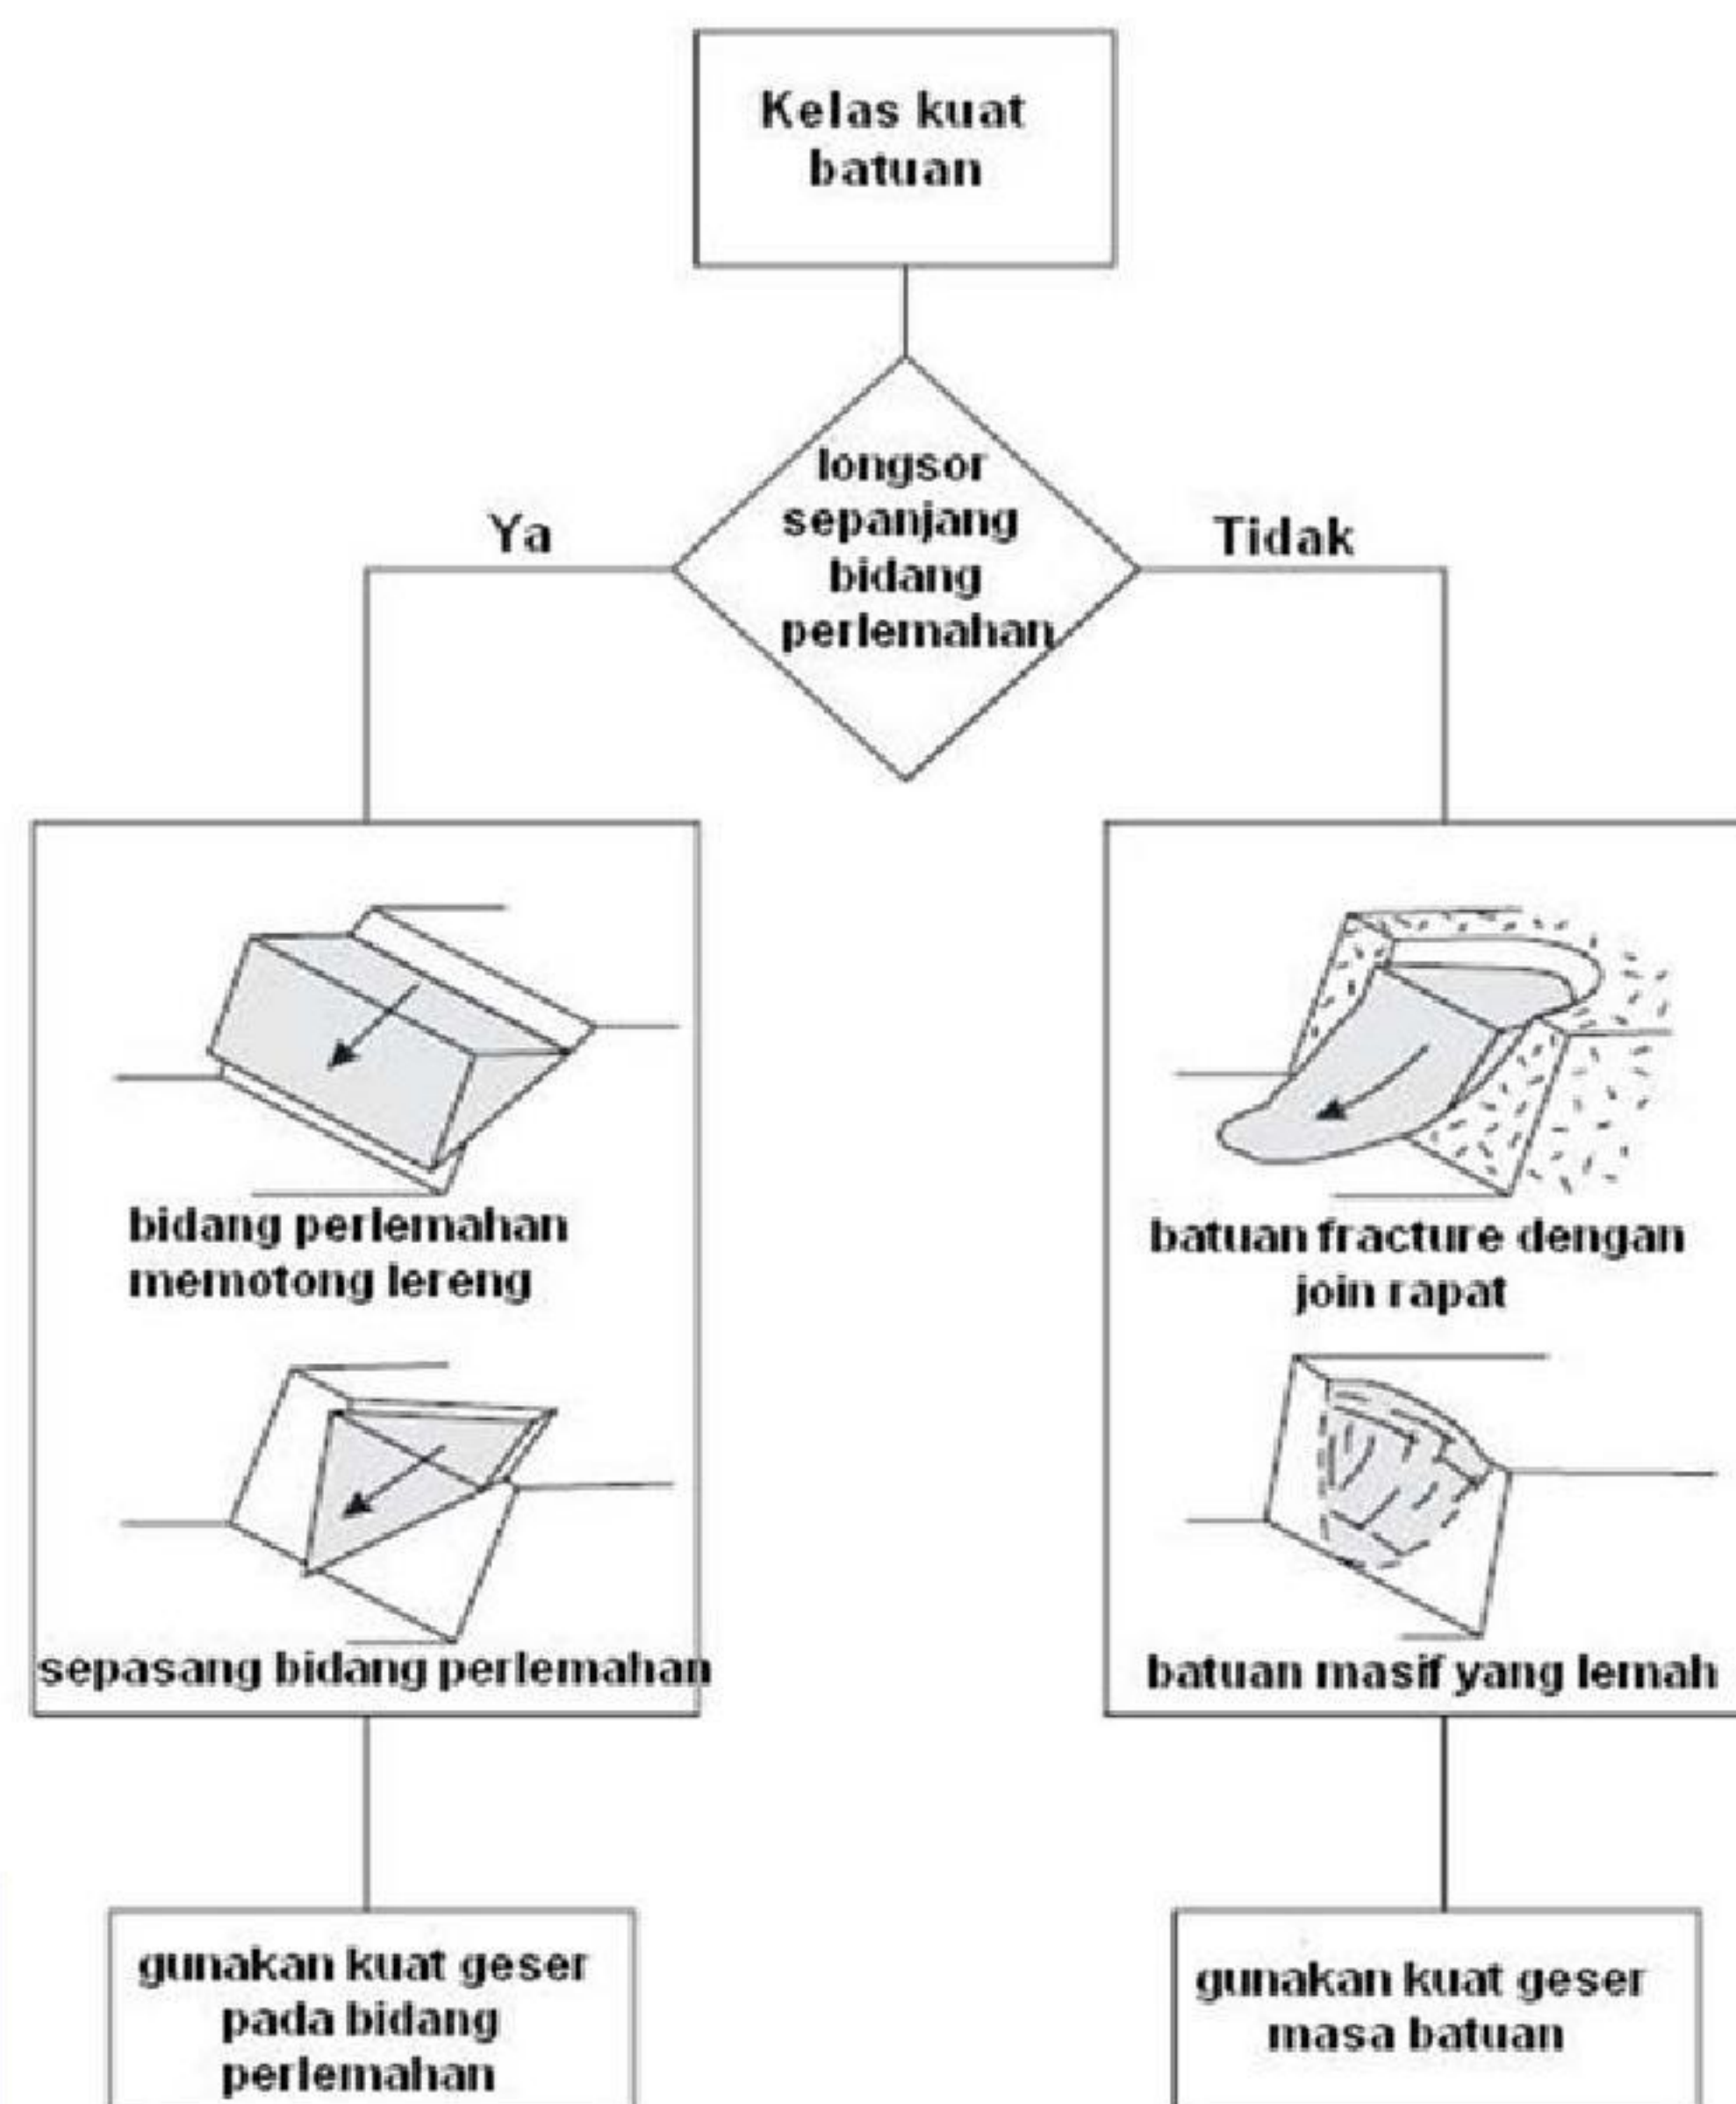 Kelas kuat
batuan
longsor
sepanjang
bidang
perlemahan
Ya
Tidak
bidang perlemahan
memotong lereng
sepasang bidang perlemahan
batuan fracture dengan
join rapat
batuan masif yang lemah
gunakan kuat geser
pada bidang
perlemahan
gunakan kuat geser
masa batuan